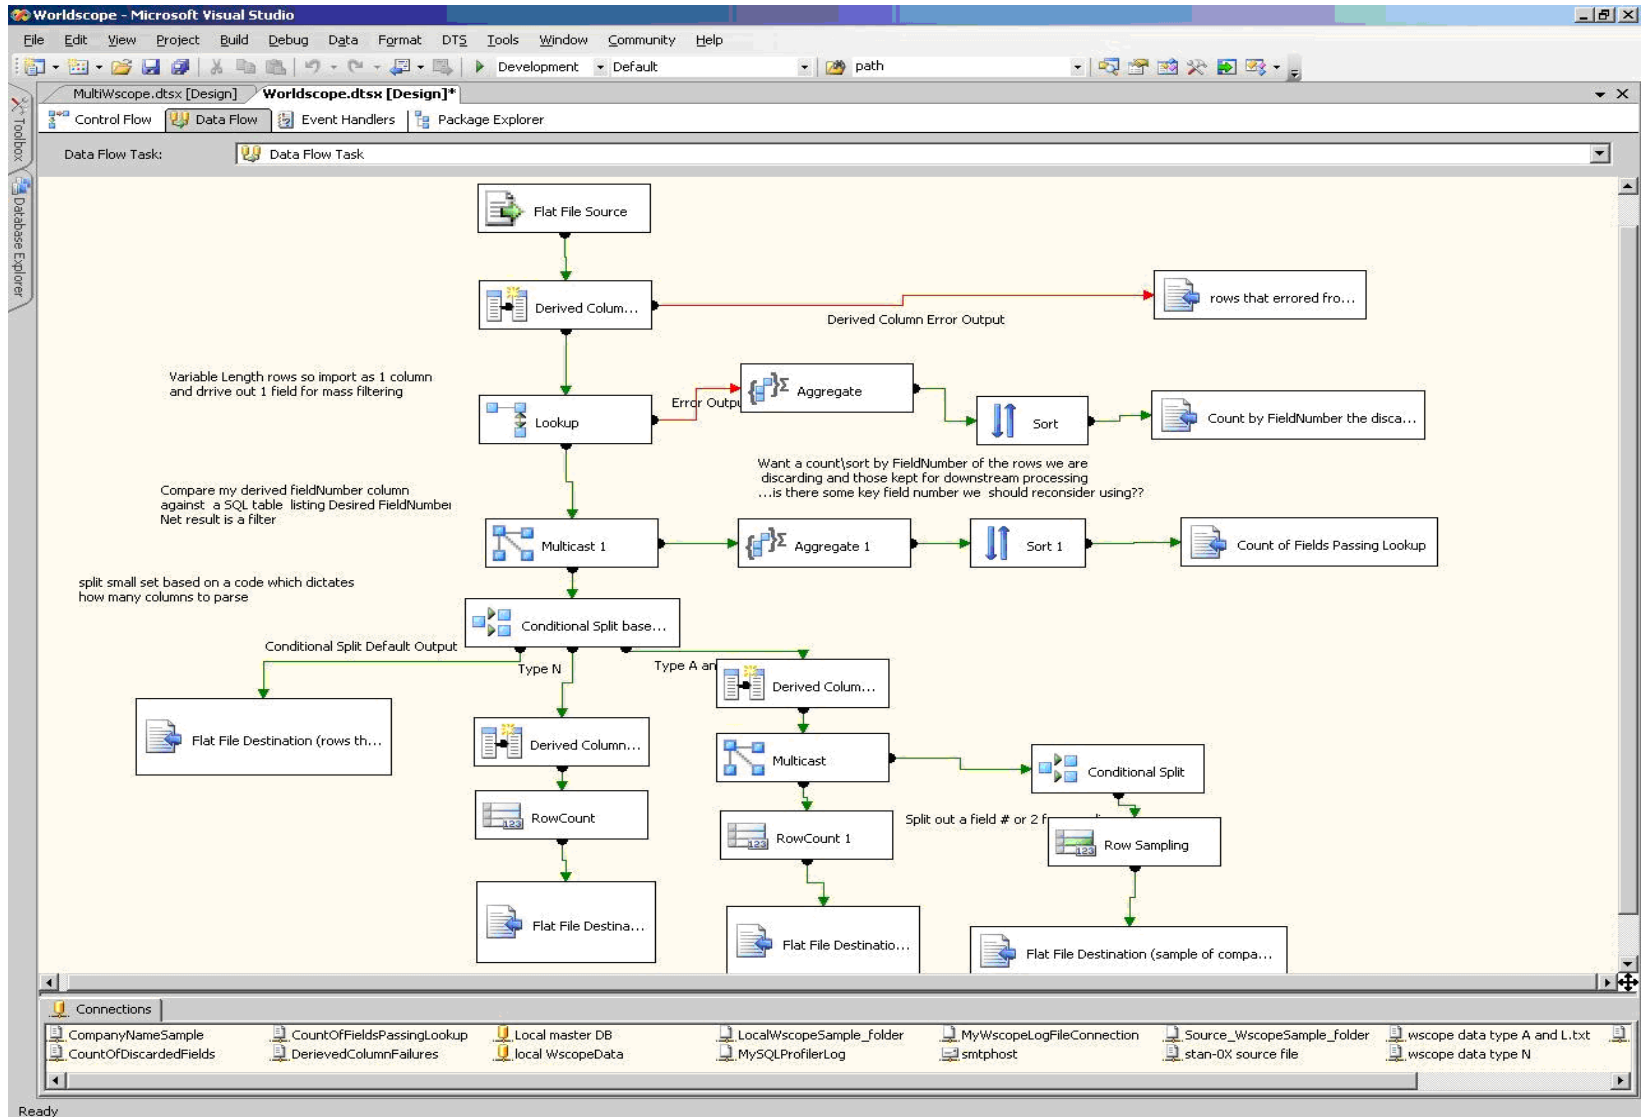 Worldscope - Microsoft Visual Studio
File Edit View Project Build Debug Data Format DTS Tools Window Community Help
Development Default path
MultiWscope.dtsx [Design] Worldscope.dtsx [Design]*
Control Flow Data Flow Event Handlers Package Explorer
Toolbox
Database Explorer
Data Flow Task: Data Flow Task
Flat File Source
Derived Colum...
rows that errored fro...
Derived Column Error Output
Variable Length rows so import as 1 column
and drrive out 1 field for mass filtering
Error Outpu
Aggregate
Lookup
Sort
Count by FieldNumber the disca...
Want a count\sort by FieldNumber of the rows we are
discarding and those kept for downstream processing
...is there some key field number we should reconsider using??
Compare my derived fieldNumber column
against a SQL table listing Desired FieldNumber
Net result is a filter
Multicast 1
Aggregate 1
Sort 1
Count of Fields Passing Lookup
split small set based on a code which dictates
how many columns to parse
Conditional Split base...
Conditional Split Default Output
Type N
Type A an
Derived Colum...
Flat File Destination (rows th...
Derived Column...
Multicast
Conditional Split
RowCount
Split out a field # or 2 f
RowCount 1
Row Sampling
Flat File Destina...
Flat File Destinatio...
Flat File Destination (sample of compa...
Connections
CompanyNameSample CountOfFieldsPassingLookup Local master DB LocalWscopeSample_folder MyWscopeLogFileConnection Source_WscopeSample_folder wscope data type A and L.txt
CountOfDiscardedFields DerievedColumnFailures local WscopeData MySQLProfilerLog smtphost stan-0X source file wscope data type N
Ready